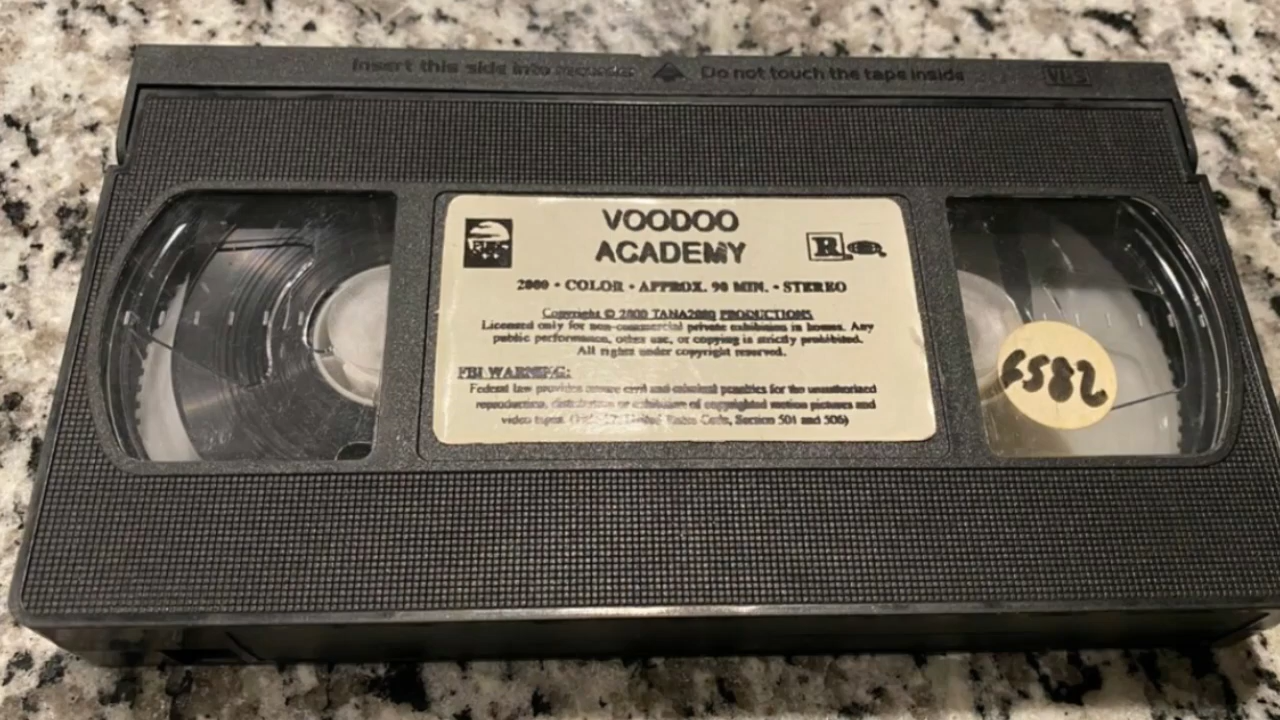 Insert this side into recorder Do not touch the tape inside VHS
VOODOO
ACADEMY
R
2000 • COLOR • APPROX. 90 MIN. • STEREO
Copyright © 2000 TANA2000 PRODUCTIONS
Licensed only for non-commercial private exhibition in homes. Any
public performance, other use, or copying is strictly prohibited.
All rights under copyright reserved.
FBI WARNING:
Federal law provides severe civil and criminal penalties for the unauthorized
reproduction, distribution or exhibition of copyrighted motion pictures and
video tapes. United States Code, Section 501 and 506)
6582